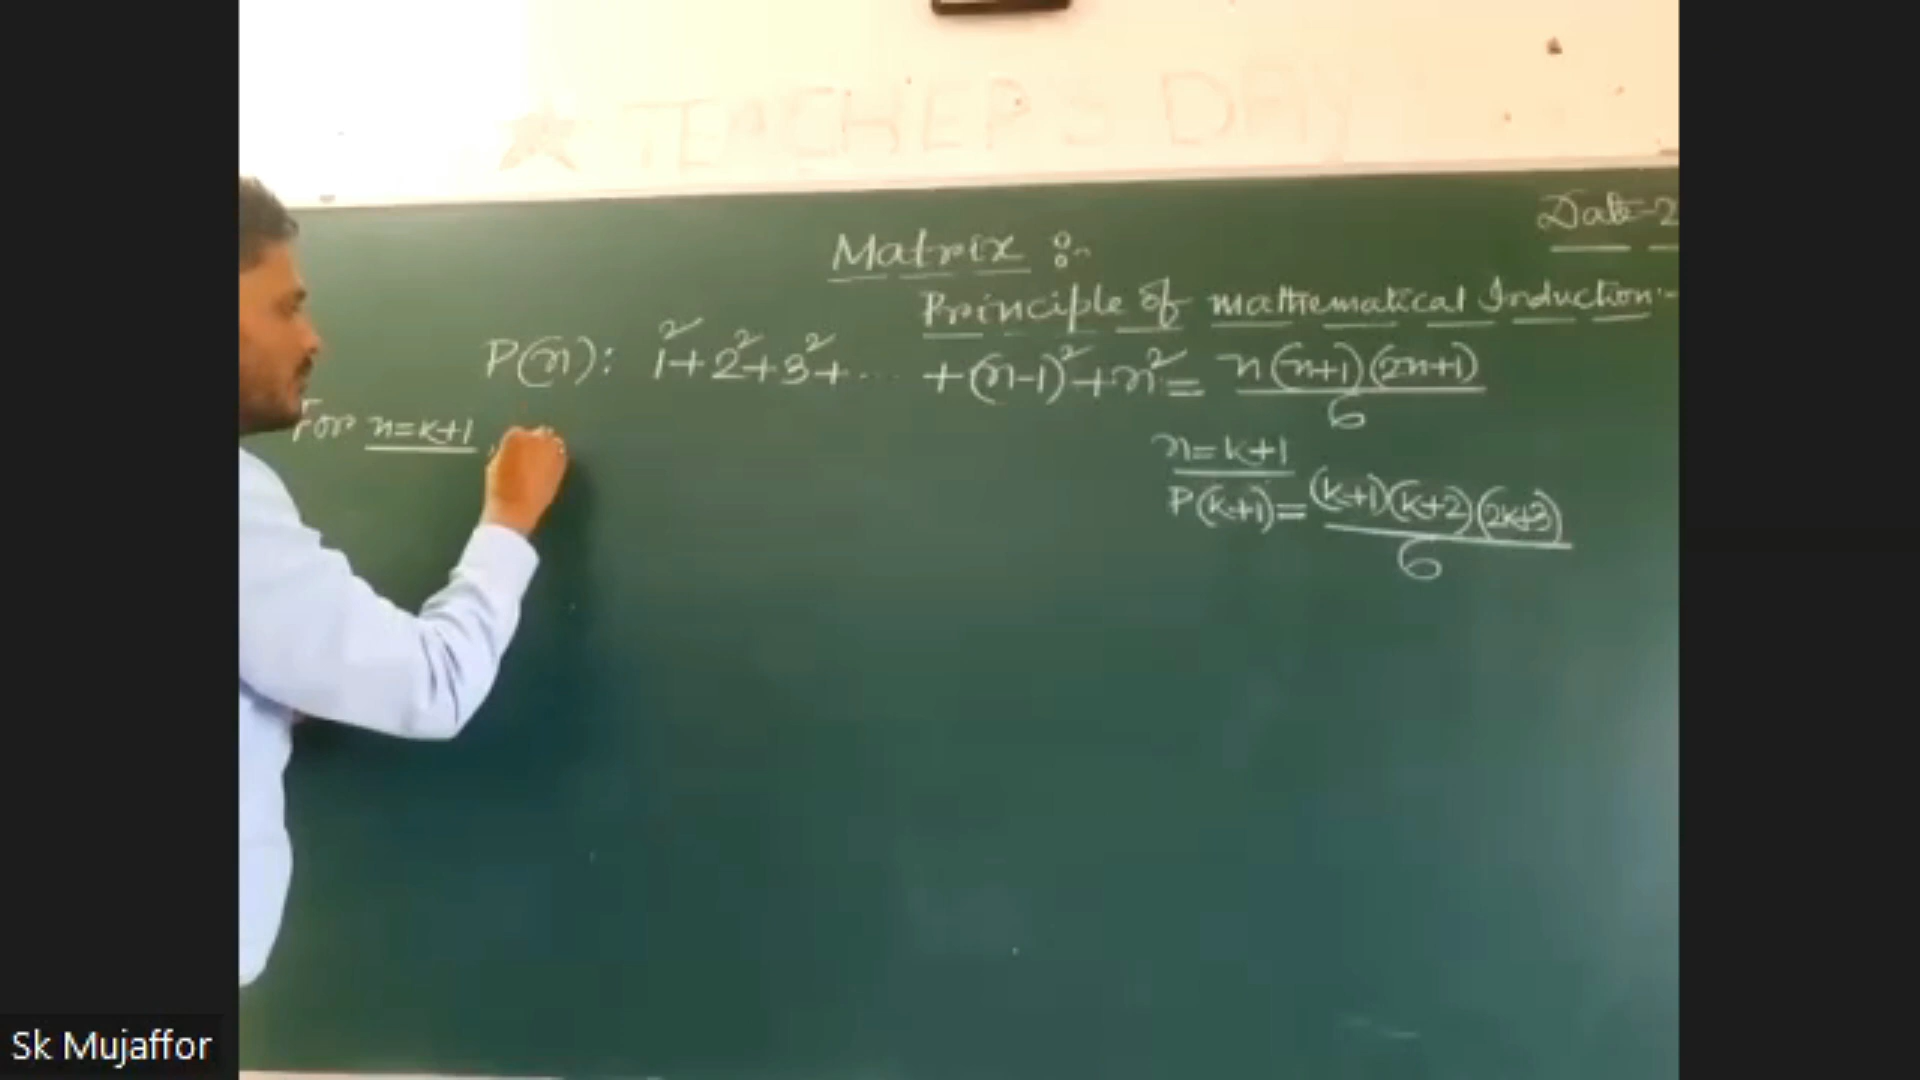 ★ TEACHER'S DAY
Date-2
Matrix :-
Principle of mathematical Induction-
P(n): 1²+2²+3²+... +(n-1)²+n² = n(n+1)(2n+1)/6
For n=k+1
n=k+1
P(k+1)=(k+1)(k+2)(2k+3)/6
Sk Mujaffor